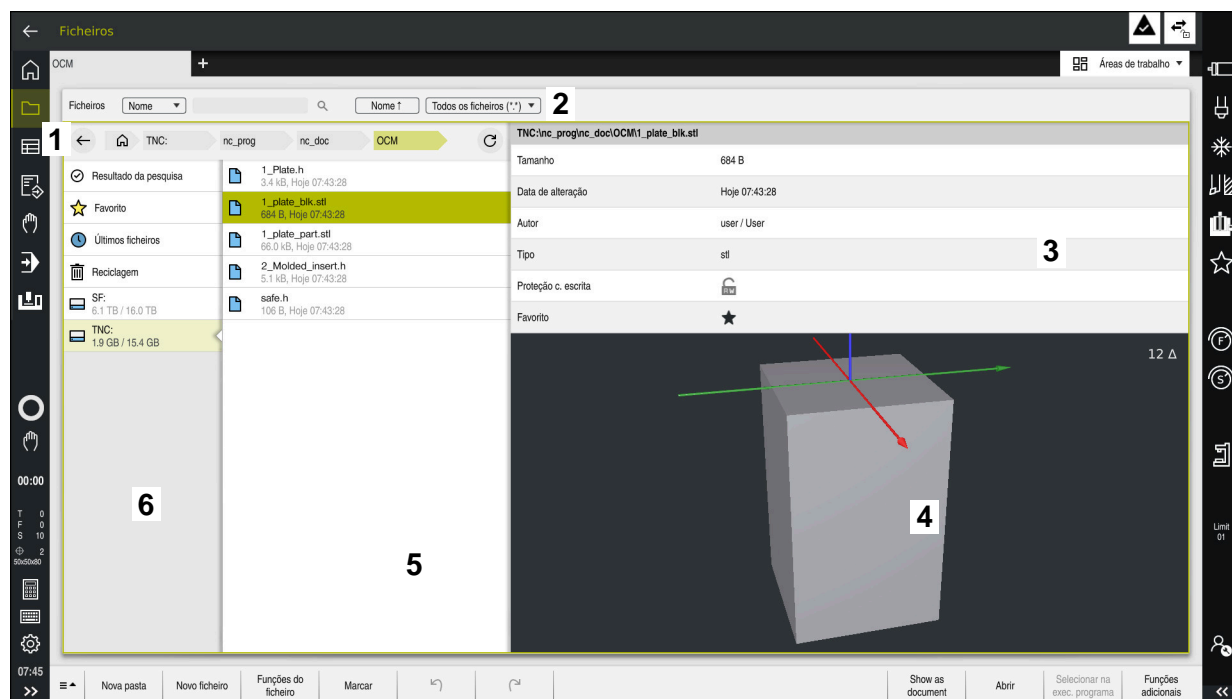 Ficheiros
OCM
+
Áreas de trabalho
Ficheiros
Nome
Nome ↑
Todos os ficheiros (*.*)
2
1
TNC:
nc_prog
nc_doc
OCM
TNC:\nc_prog\nc_doc\OCM\1_plate_blk.stl
Resultado da pesquisa
Favorito
Últimos ficheiros
Reciclagem
SF:
6.1 TB / 16.0 TB
TNC:
1.9 GB / 15.4 GB
6
1_Plate.h
3.4 kB, Hoje 07:43:28
1_plate_blk.stl
684 B, Hoje 07:43:28
1_plate_part.stl
66.0 kB, Hoje 07:43:28
2_Molded_insert.h
5.1 kB, Hoje 07:43:28
safe.h
106 B, Hoje 07:43:28
5
Tamanho 684 B
Data de alteração Hoje 07:43:28
Autor user / User
Tipo stl
3
Proteção c. escrita RW
Favorito
12 Δ
4
00:00
T 0
F 0
S 10
2
50x50x80
07:45
F
S
Limit
01
Nova pasta
Novo ficheiro
Funções do
ficheiro
Marcar
Show as
document
Abrir
Selecionar na
exec. programa
Funções
adicionais